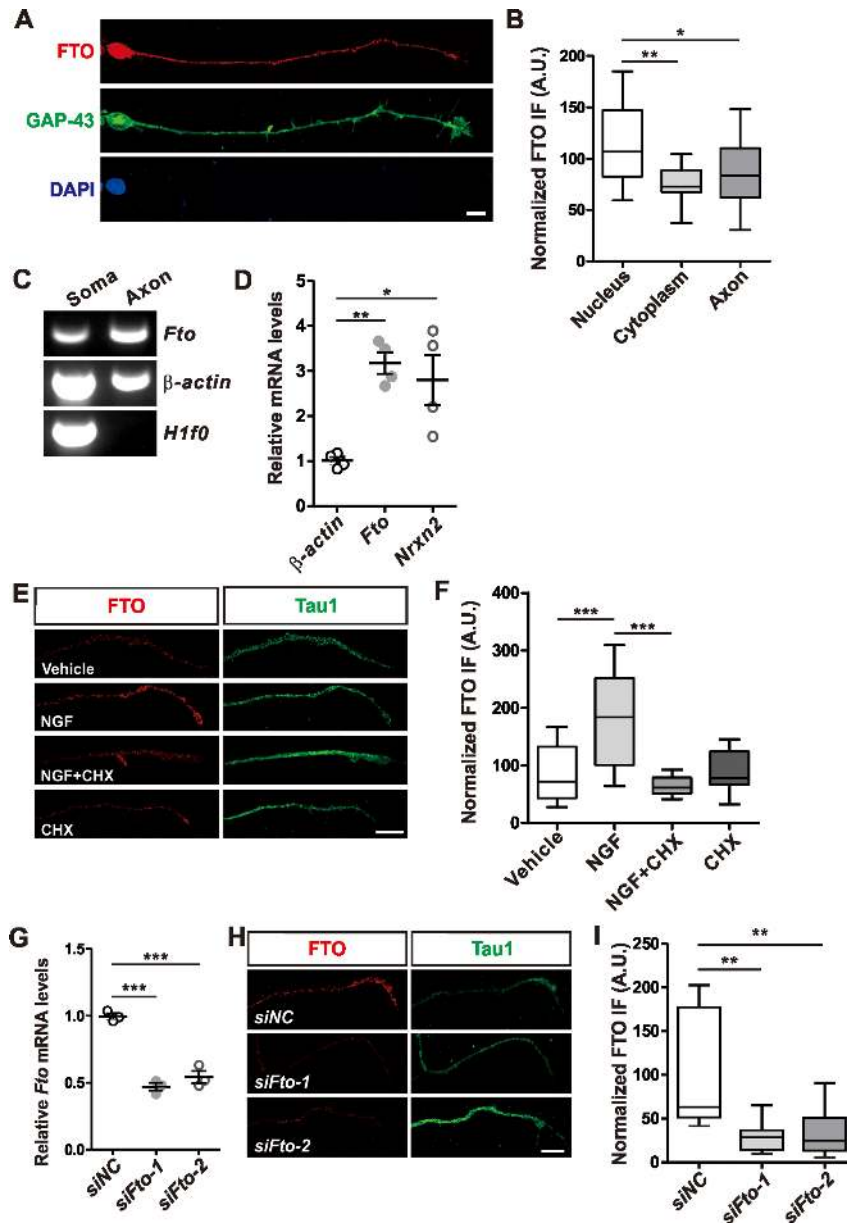 A
FTO
GAP-43
DAPI
B
Normalized FTO IF (A.U.)
200
150
100
50
0
**
*
Nucleus
Cytoplasm
Axon
C
Soma
Axon
Fto
β-actin
H1f0
D
Relative mRNA levels
5
4
3
2
1
0
**
*
β-actin
Fto
Nrxn2
E
FTO
Tau1
Vehicle
NGF
NGF+CHX
CHX
F
Normalized FTO IF (A.U.)
400
300
200
100
0
***
***
Vehicle
NGF
NGF+CHX
CHX
G
Relative Fto mRNA levels
1.5
1.0
0.5
0.0
***
***
siNC
siFto-1
siFto-2
H
FTO
Tau1
siNC
siFto-1
siFto-2
I
Normalized FTO IF (A.U.)
250
200
150
100
50
0
**
**
siNC
siFto-1
siFto-2